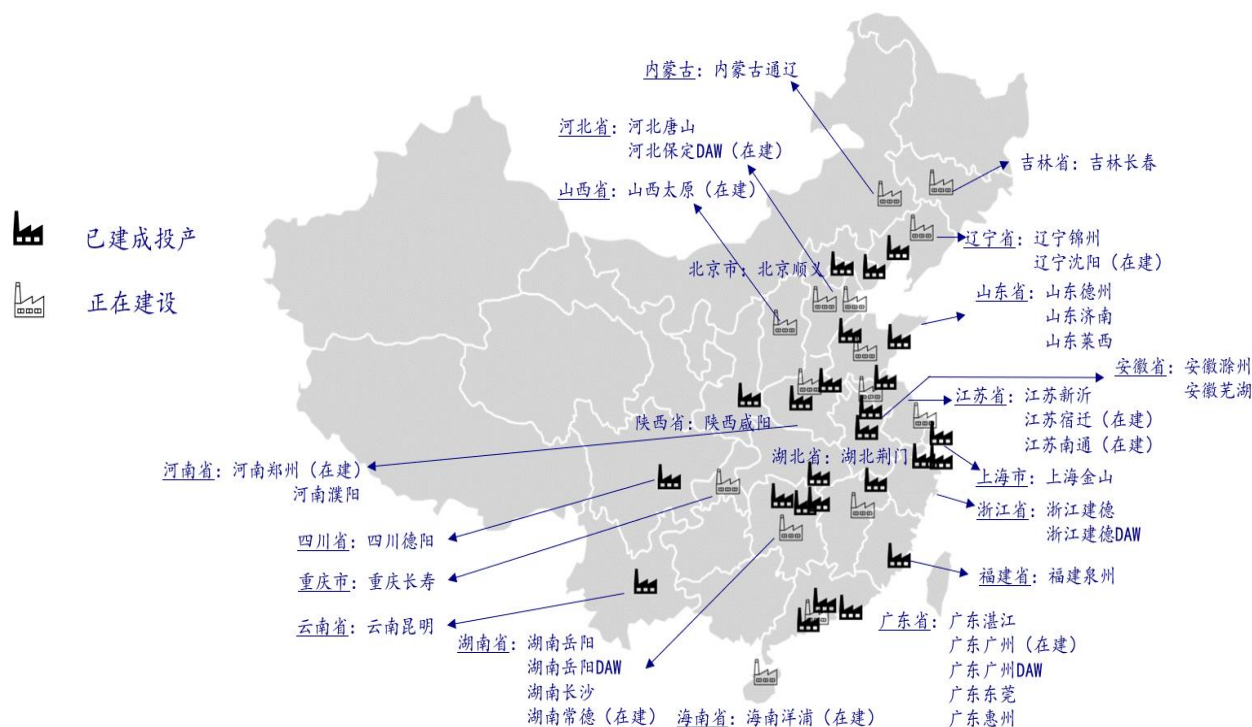 内蒙古：内蒙古通辽
河北省：河北唐山
河北保定DAW（在建）
山西省：山西太原（在建）
吉林省：吉林长春
已建成投产
正在建设
辽宁省：辽宁锦州
辽宁沈阳（在建）
北京市：北京顺义
山东省：山东德州
山东济南
山东莱西
安徽省：安徽滁州
安徽芜湖
江苏省：江苏新沂
江苏宿迁（在建）
江苏南通（在建）
陕西省：陕西咸阳
河南省：河南郑州（在建）
河南濮阳
湖北省：湖北荆门
上海市：上海金山
浙江省：浙江建德
浙江建德DAW
四川省：四川德阳
重庆市：重庆长寿
福建省：福建泉州
云南省：云南昆明
湖南省：湖南岳阳
湖南岳阳DAW
湖南长沙
湖南常德（在建）
海南省：海南洋浦（在建）
广东省：广东湛江
广东广州（在建）
广东广州DAW
广东东莞
广东惠州